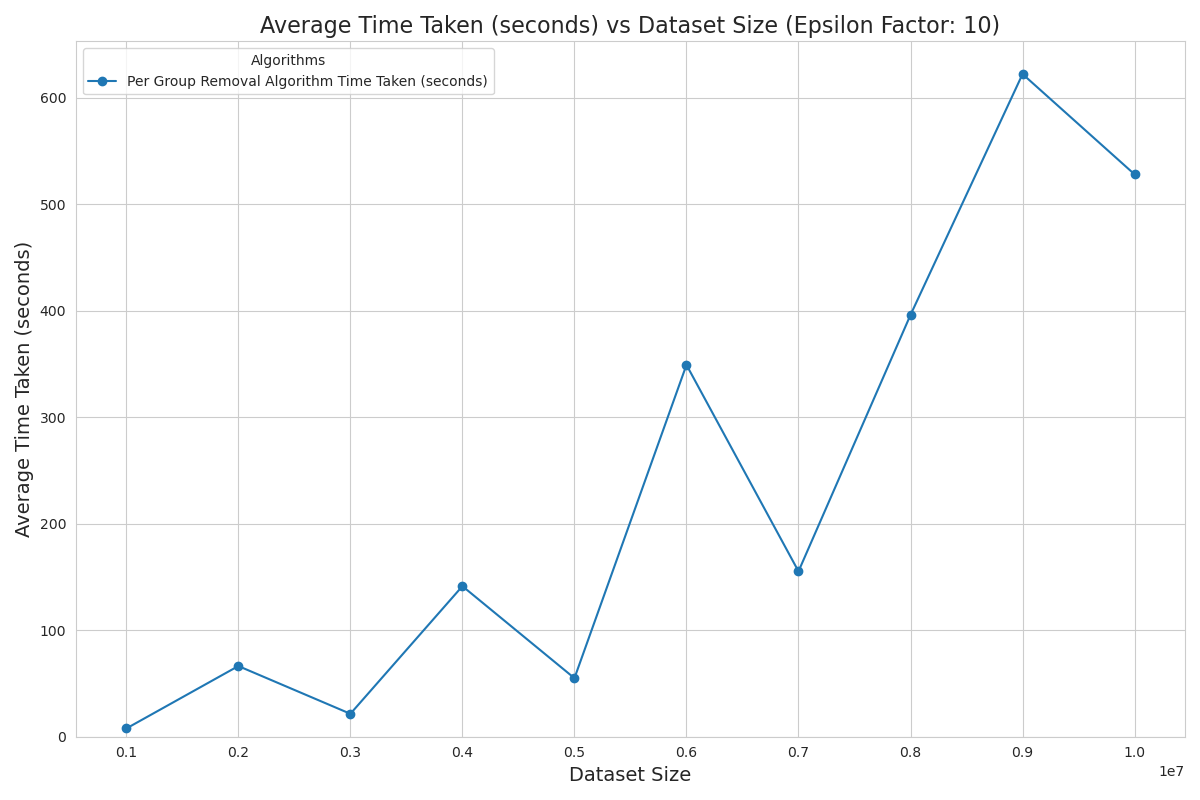 Average Time Taken (seconds) vs Dataset Size (Epsilon Factor: 10)
Algorithms
Per Group Removal Algorithm Time Taken (seconds)
Average Time Taken (seconds)
600
500
400
300
200
100
0
0.1 0.2 0.3 0.4 0.5 0.6 0.7 0.8 0.9 1.0
1e7
Dataset Size